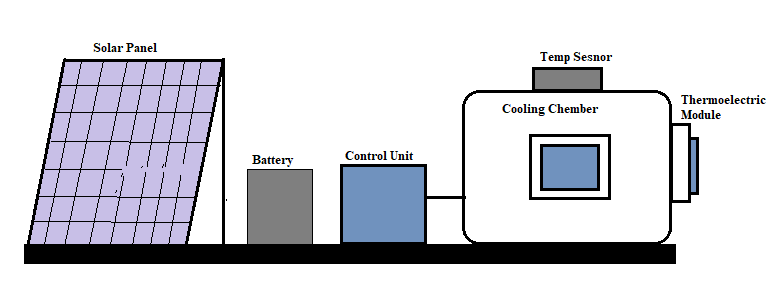 Solar Panel
Temp Sesnor
Cooling Chember
Thermoelectric
Module
Battery
Control Unit